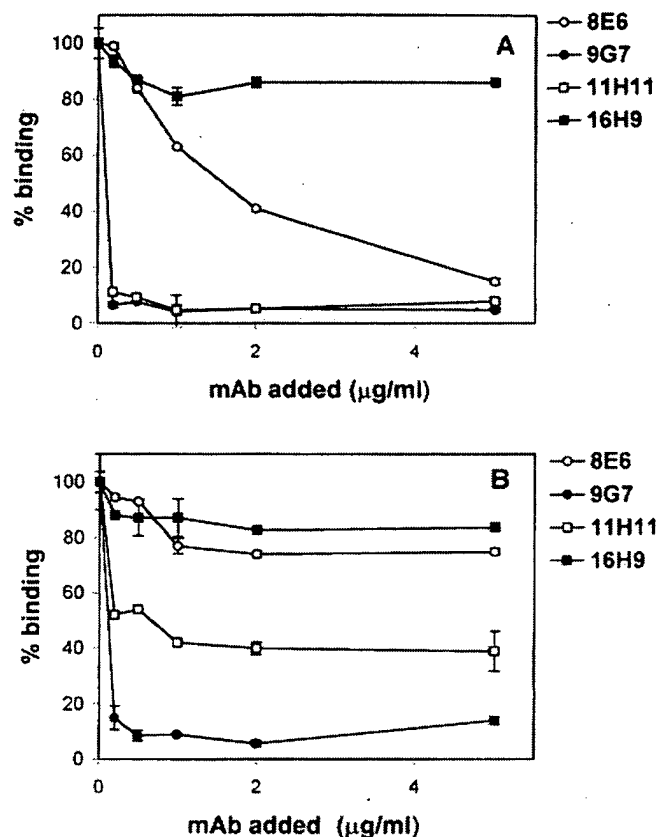 A
8E6
9G7
11H11
16H9
100
80
60
40
20
0
% binding
0
2
4
mAb added (μg/ml)
B
8E6
9G7
11H11
16H9
100
80
60
40
20
0
% binding
0
2
4
mAb added (μg/ml)